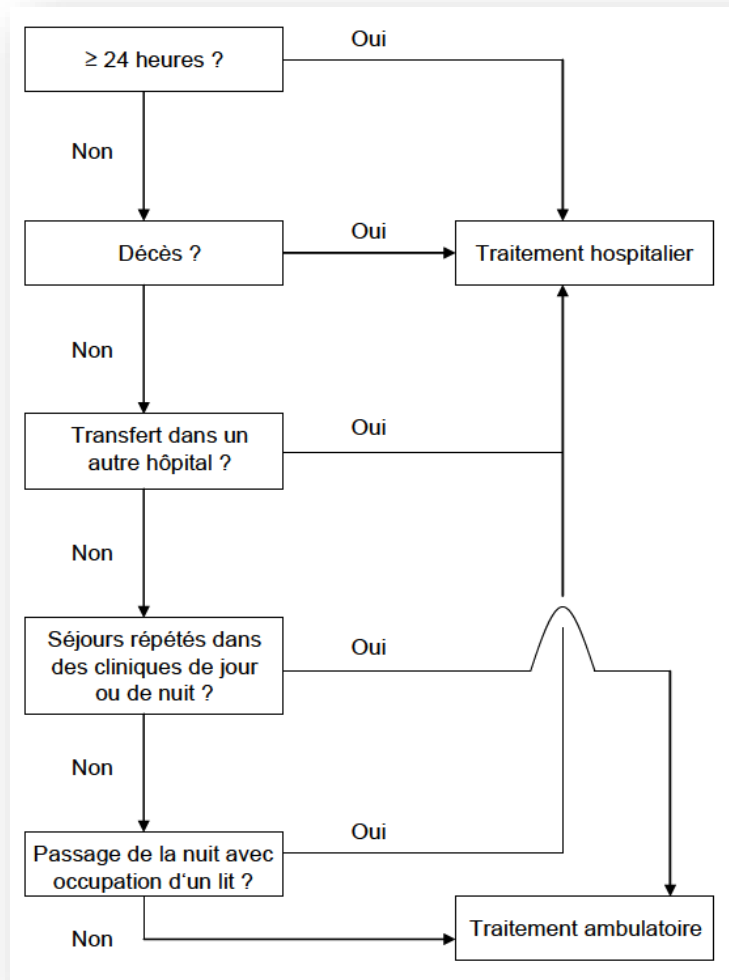 ≥ 24 heures ?
Oui
Non
Décès ?
Oui
Traitement hospitalier
Non
Transfert dans un
autre hôpital ?
Oui
Non
Séjours répétés dans
des cliniques de jour
ou de nuit ?
Oui
Non
Passage de la nuit avec
occupation d‘un lit ?
Oui
Non
Traitement ambulatoire